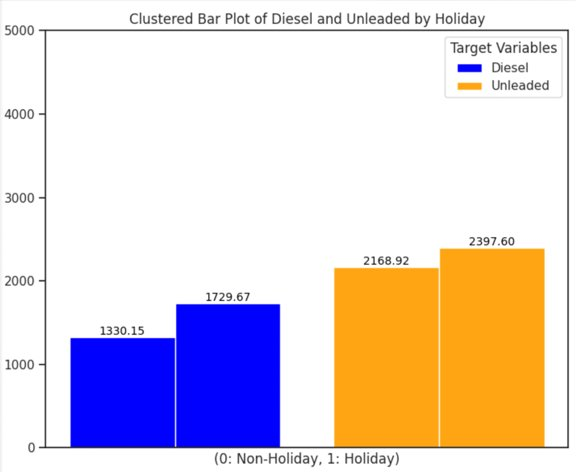 Clustered Bar Plot of Diesel and Unleaded by Holiday
5000
4000
3000
2000
1000
0
Target Variables
Diesel
Unleaded
1330.15
1729.67
2168.92
2397.60
(0: Non-Holiday, 1: Holiday)